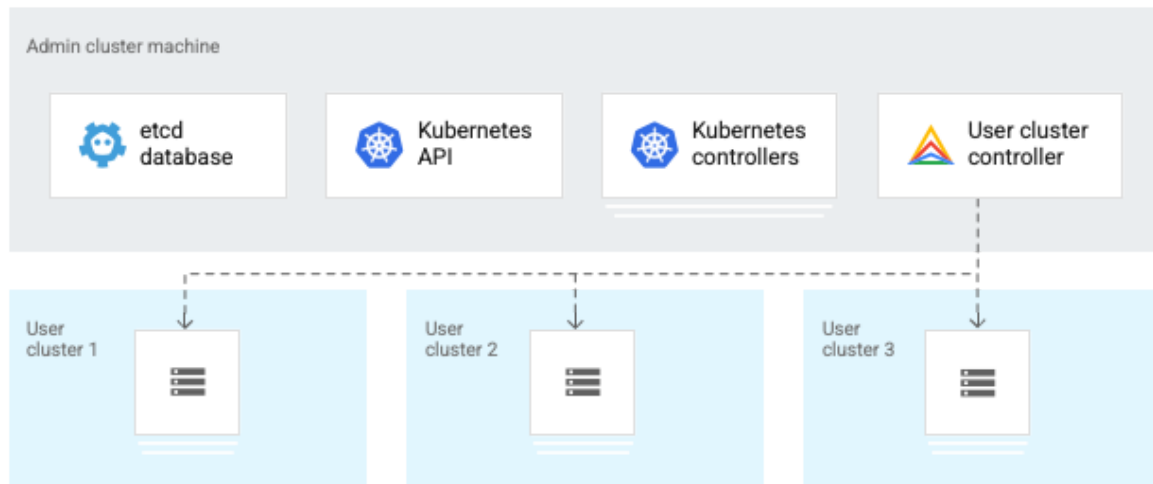 Admin cluster machine
etcd
database
Kubernetes
API
Kubernetes
controllers
User cluster
controller
User
cluster 1
User
cluster 2
User
cluster 3